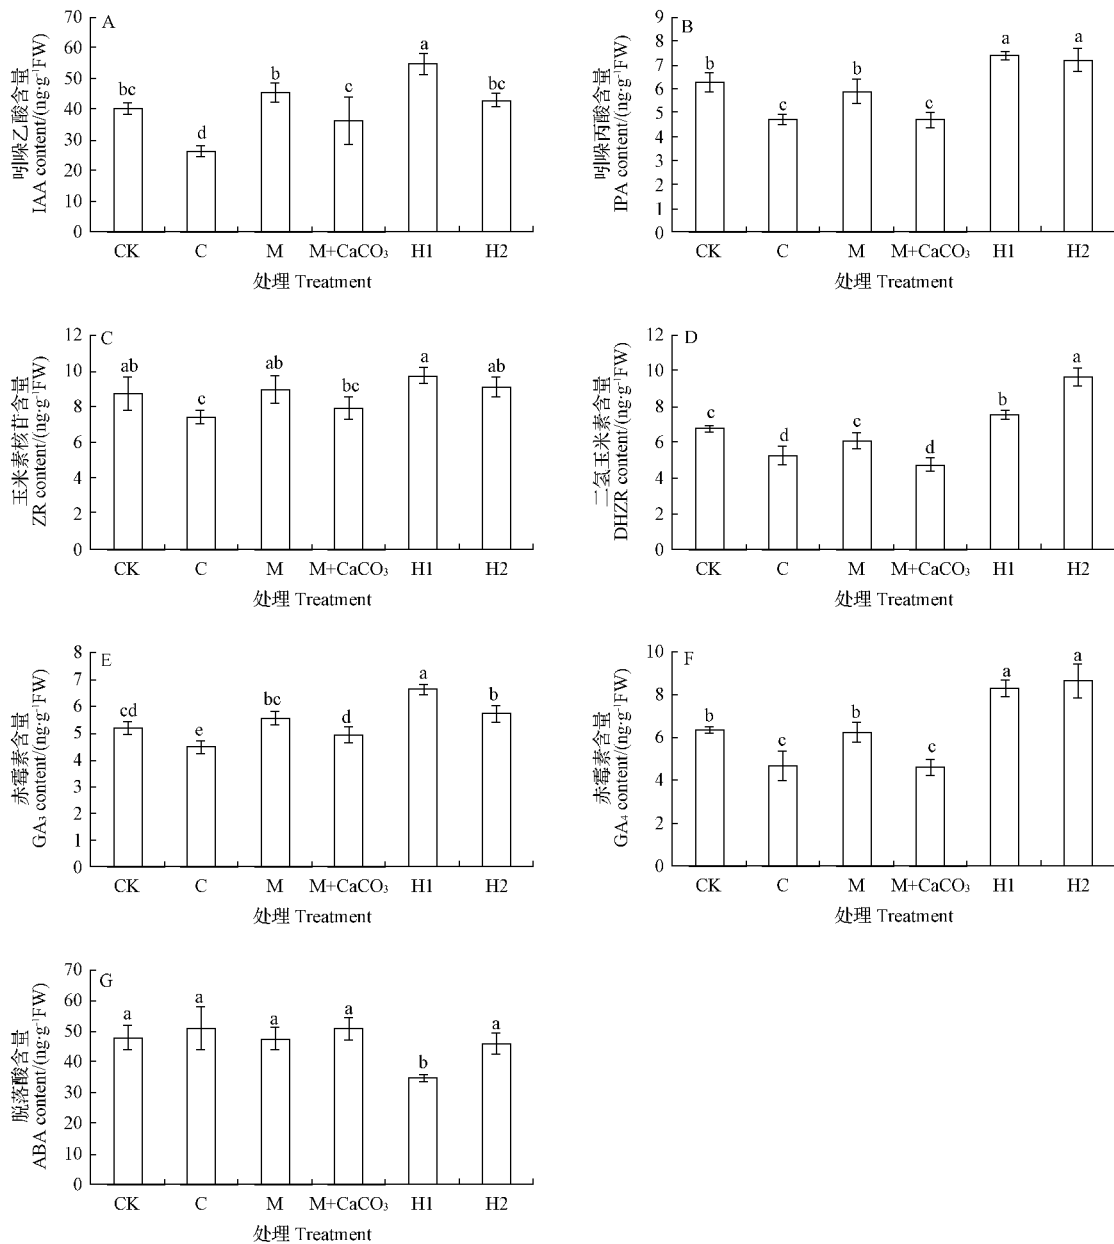 A
吲哚乙酸含量
IAA content/(ng·g⁻¹FW)
70
60
50
40
30
20
10
0
bc
d
b
c
a
bc
CK C M M+CaCO₃ H1 H2
处理 Treatment
B
吲哚丙酸含量
IPA content/(ng·g⁻¹FW)
9
8
7
6
5
4
3
2
1
0
b
c
b
c
a
a
CK C M M+CaCO₃ H1 H2
处理 Treatment
C
玉米素核苷含量
ZR content/(ng·g⁻¹FW)
12
10
8
6
4
2
0
ab
c
ab
bc
a
ab
CK C M M+CaCO₃ H1 H2
处理 Treatment
D
二氢玉米素含量
DHZR content/(ng·g⁻¹FW)
12
10
8
6
4
2
0
c
d
c
d
b
a
CK C M M+CaCO₃ H1 H2
处理 Treatment
E
赤霉素含量
GA₃ content/(ng·g⁻¹FW)
8
7
6
5
4
3
2
1
0
cd
e
bc
d
a
b
CK C M M+CaCO₃ H1 H2
处理 Treatment
F
赤霉素含量
GA₄ content/(ng·g⁻¹FW)
10
8
6
4
2
0
b
c
b
c
a
a
CK C M M+CaCO₃ H1 H2
处理 Treatment
G
脱落酸含量
ABA content/(ng·g⁻¹FW)
70
60
50
40
30
20
10
0
a
a
a
a
b
a
CK C M M+CaCO₃ H1 H2
处理 Treatment